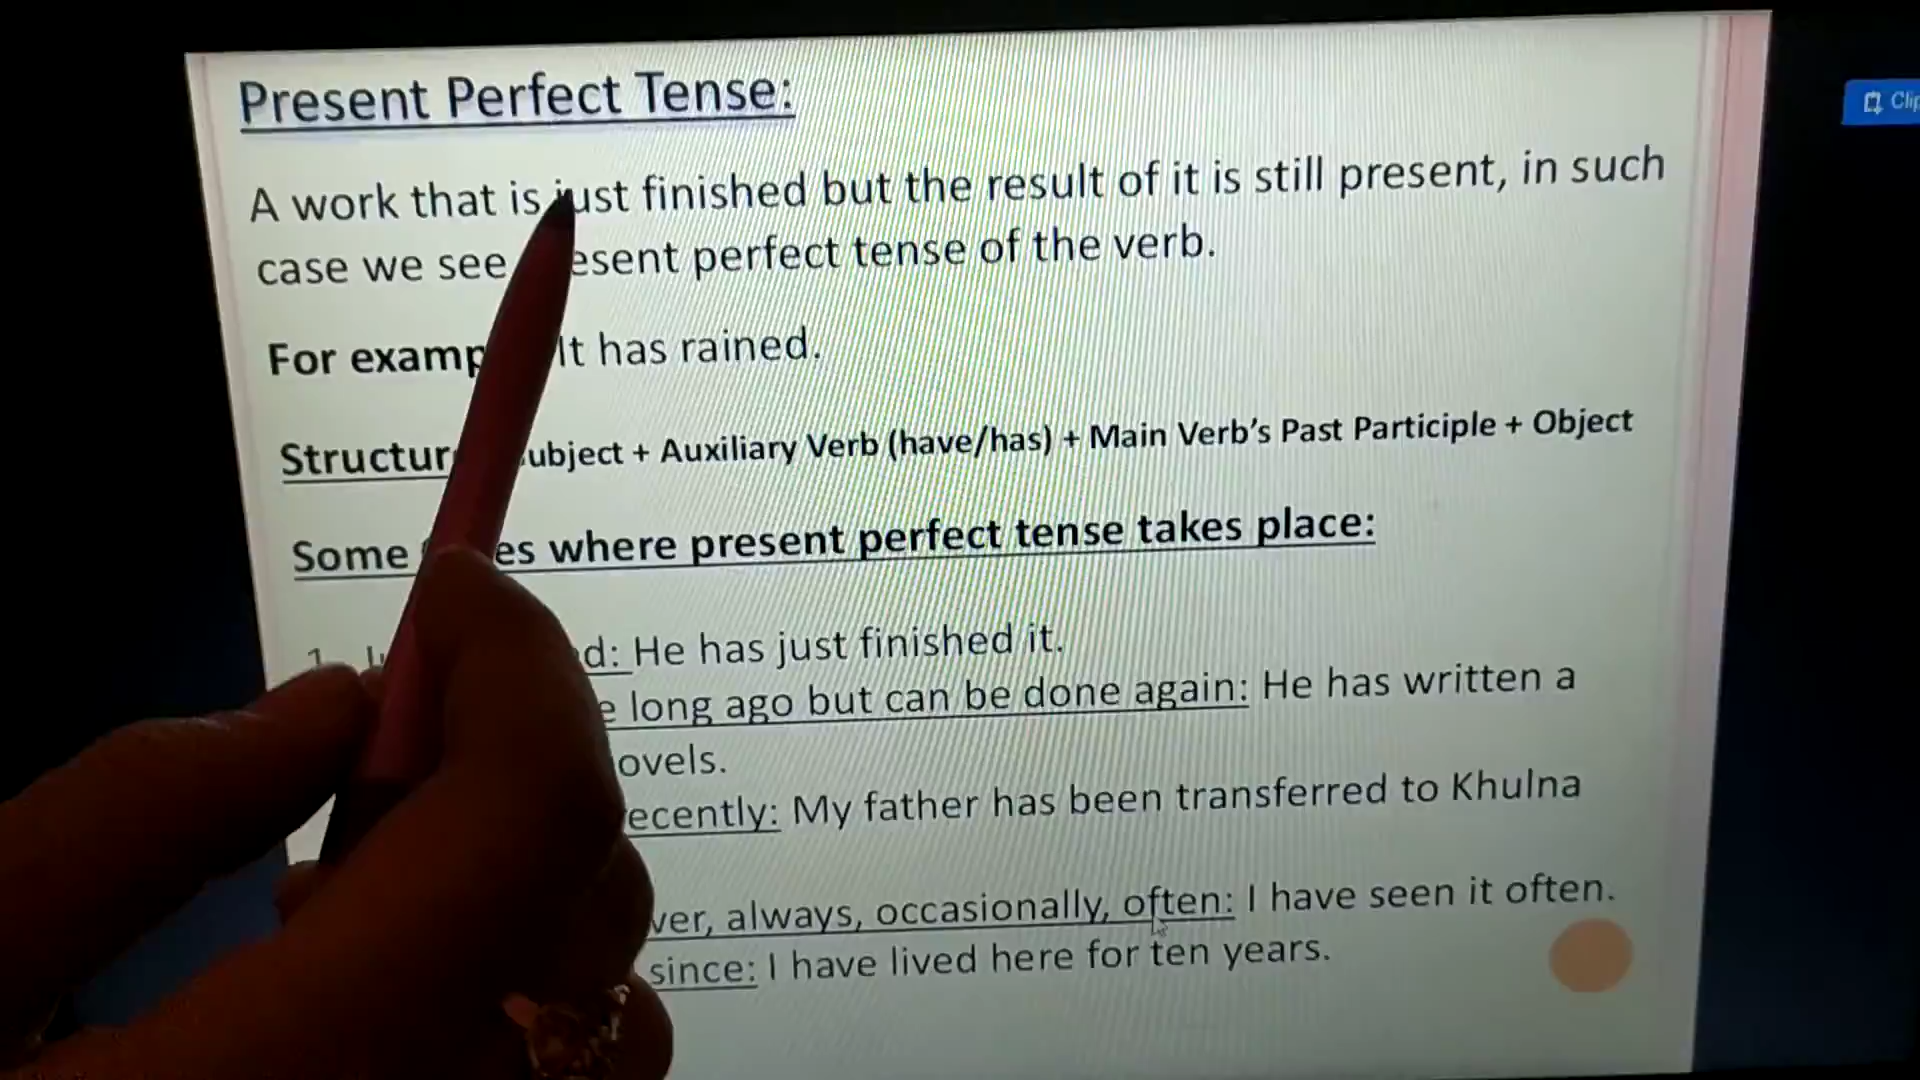 Present Perfect Tense:
A work that is just finished but the result of it is still present, in such
case we see esent perfect tense of the verb.
For examp It has rained.
Structur ubject + Auxiliary Verb (have/has) + Main Verb's Past Participle + Object
Some es where present perfect tense takes place:
1. d: He has just finished it.
e long ago but can be done again: He has written a
ovels.
ecently: My father has been transferred to Khulna
ver, always, occasionally, often: I have seen it often.
since: I have lived here for ten years.
Clip